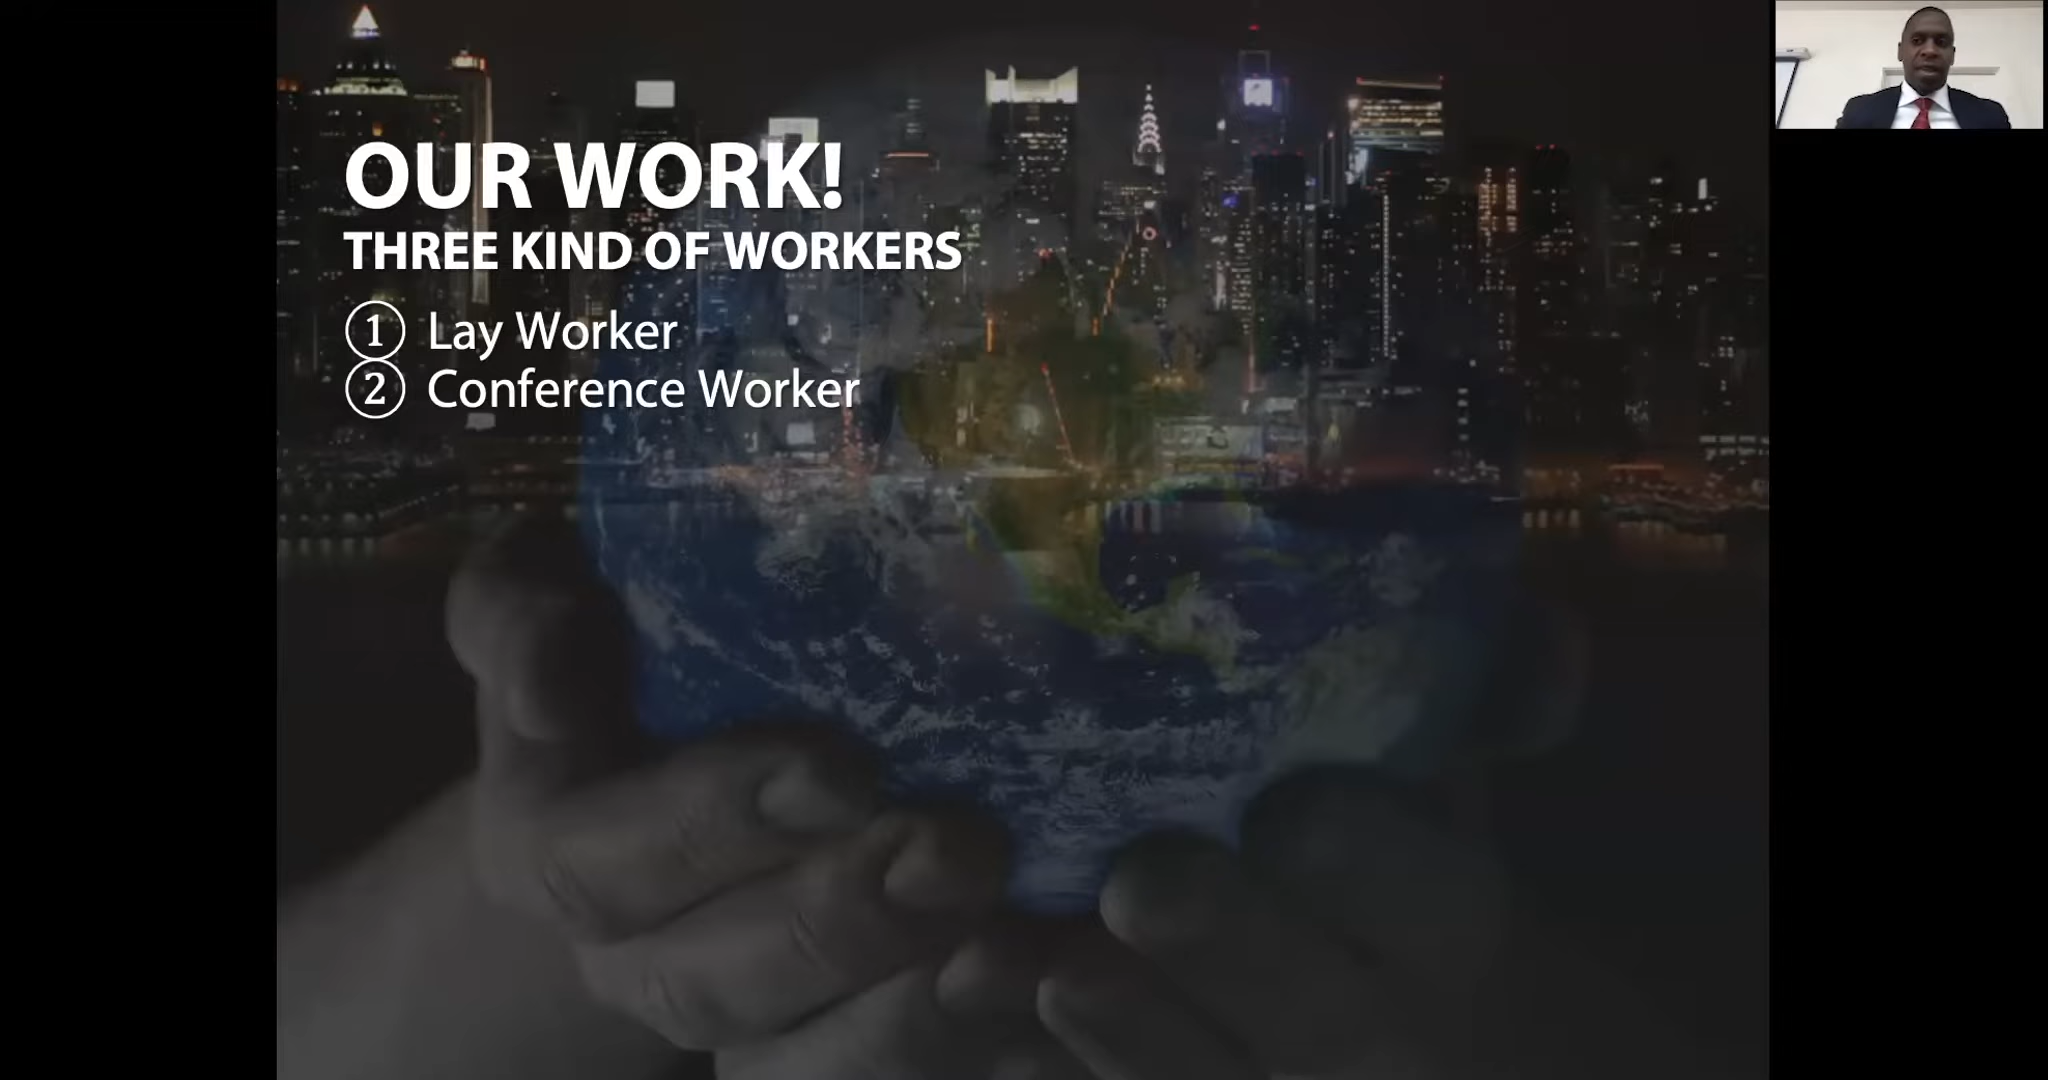 OUR WORK!
THREE KIND OF WORKERS
1 Lay Worker
2 Conference Worker